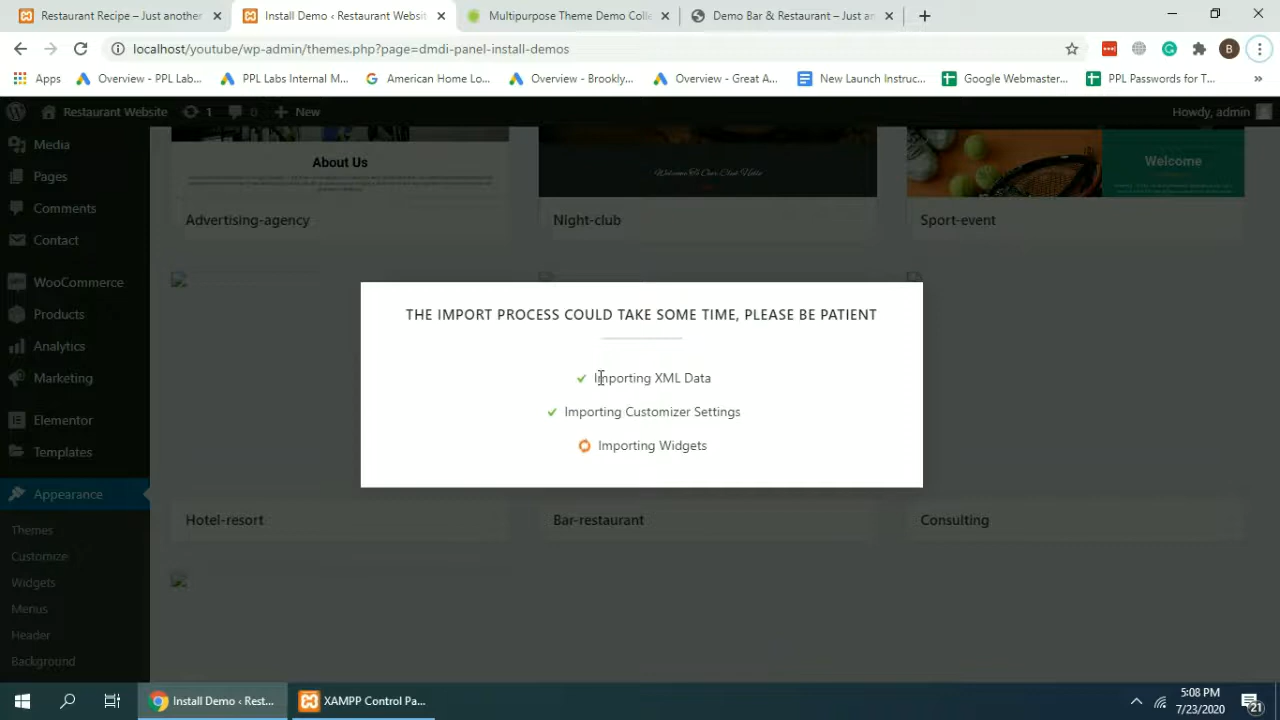 Restaurant Recipe – Just another
Install Demo ‹ Restaurant Websit
Multipurpose Theme Demo Colle
Demo Bar & Restaurant – Just an
localhost/youtube/wp-admin/themes.php?page=dmdi-panel-install-demos
B
Apps
Overview - PPL Lab...
PPL Labs Internal M...
American Home Lo...
Overview - Brookly...
Overview - Great A...
New Launch Instruc...
Google Webmaster...
PPL Passwords for T...
»
Restaurant Website
1
0
New
Howdy, admin
Media
Pages
Comments
Contact
WooCommerce
Products
Analytics
Marketing
Elementor
Templates
Appearance
Themes
Customize
Widgets
Menus
Header
Background
About Us
Welcome To Our Club Nite
Welcome
Advertising-agency
Night-club
Sport-event
THE IMPORT PROCESS COULD TAKE SOME TIME, PLEASE BE PATIENT
Importing XML Data
Importing Customizer Settings
Importing Widgets
Hotel-resort
Bar-restaurant
Consulting
Install Demo ‹ Rest...
XAMPP Control Pa...
5:08 PM
7/23/2020
21